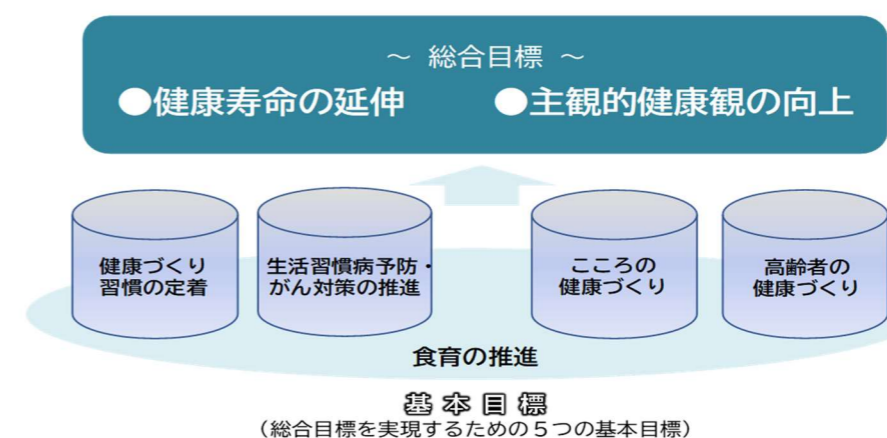 ～ 総合目標 ～
●健康寿命の延伸 ●主観的健康観の向上
健康づくり
習慣の定着
生活習慣病予防・
がん対策の推進
こころの
健康づくり
高齢者の
健康づくり
食育の推進
基本目標
（総合目標を実現するための５つの基本目標）